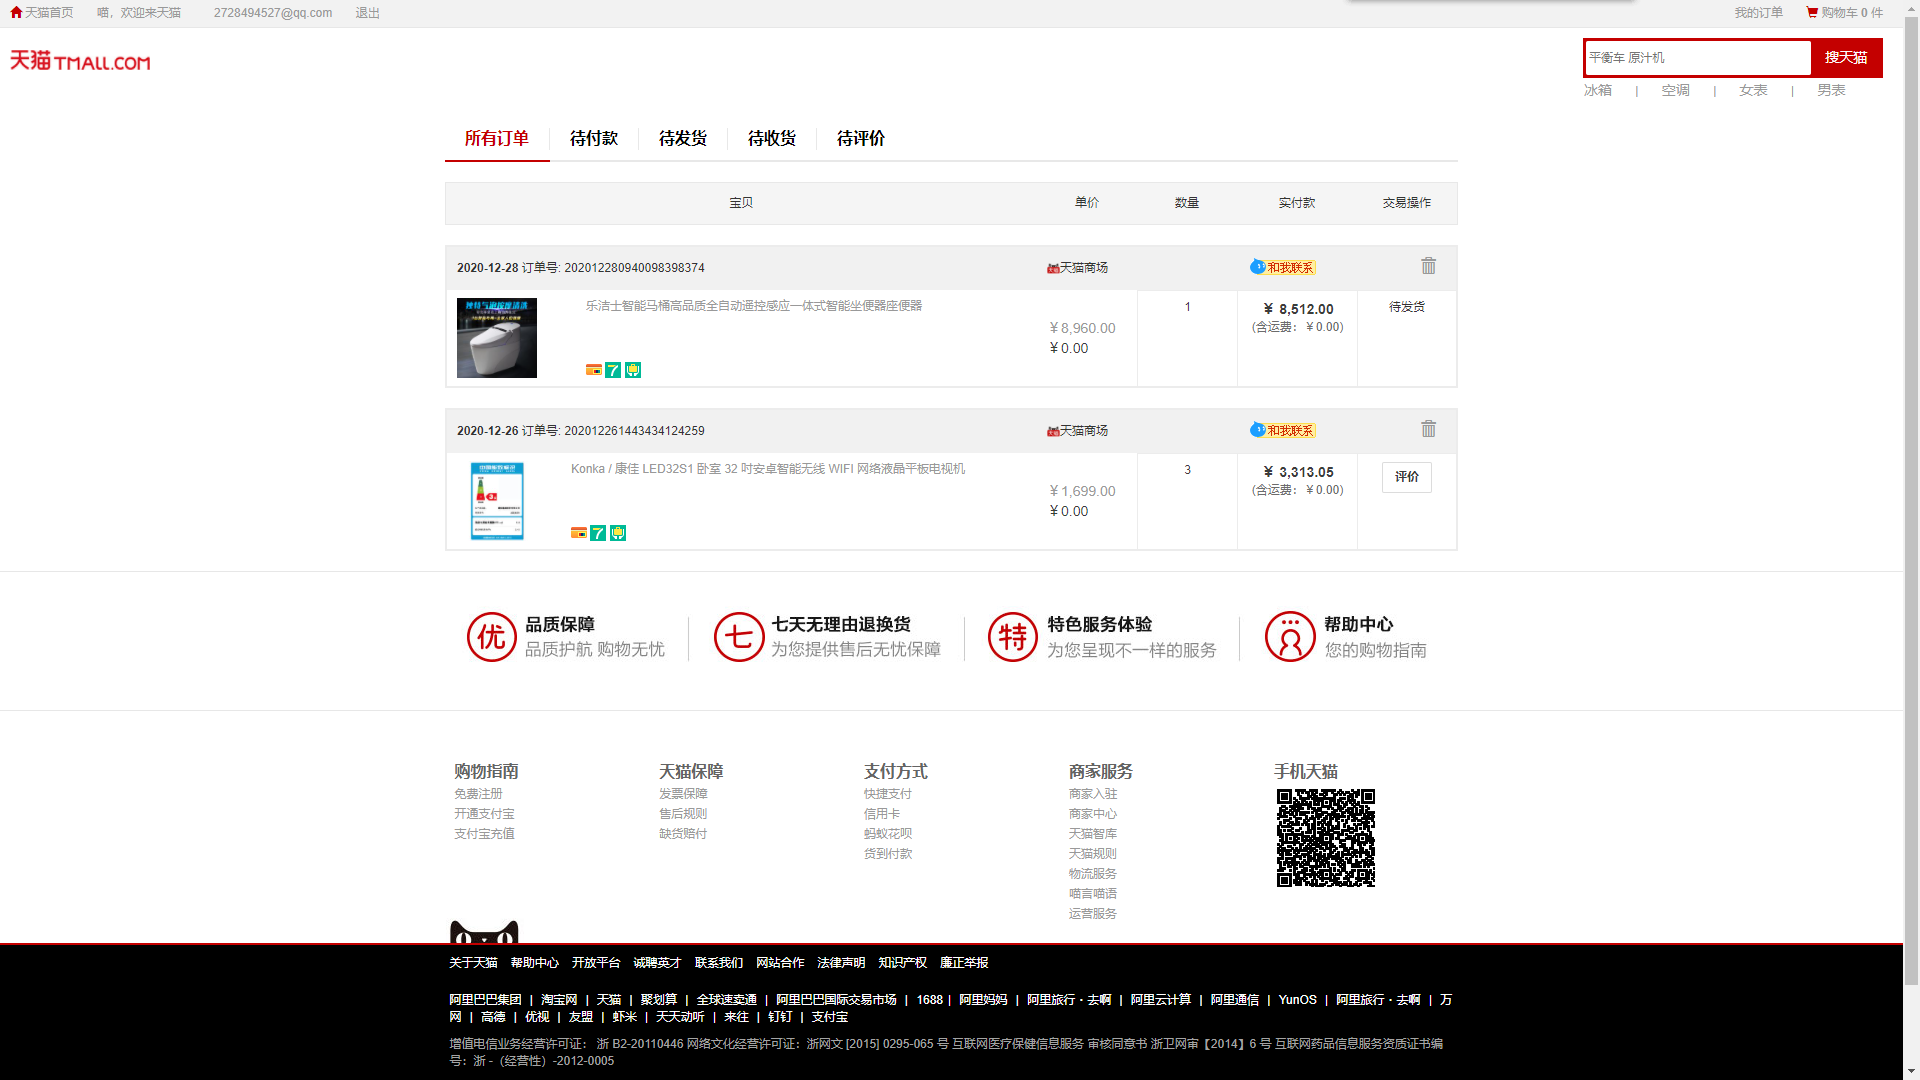 天猫首页 喵，欢迎来天猫 2728494527@qq.com 退出 我的订单 购物车 0 件
天猫 TMALL.COM
平衡车 原汁机 搜天猫
冰箱 | 空调 | 女表 | 男表
所有订单 待付款 待发货 待收货 待评价
宝贝 单价 数量 实付款 交易操作
2020-12-28 订单号: 202012280940098398374 天猫商场 和我联系
乐洁士智能马桶高品质全自动遥控感应一体式智能坐便器座便器 1 ￥ 8,512.00 待发货
(含运费：￥0.00)
￥8,960.00
￥0.00
7
2020-12-26 订单号: 202012261443434124259 天猫商场 和我联系
Konka / 康佳 LED32S1 卧室 32 吋安卓智能无线 WIFI 网络液晶平板电视机 3 ￥ 3,313.05 评价
(含运费：￥0.00)
￥1,699.00
￥0.00
7
优 品质保障 七 七天无理由退换货 特 特色服务体验 帮助中心
品质护航 购物无忧 为您提供售后无忧保障 为您呈现不一样的服务 您的购物指南
购物指南 天猫保障 支付方式 商家服务 手机天猫
免费注册 发票保障 快捷支付 商家入驻
开通支付宝 售后规则 信用卡 商家中心
支付宝充值 缺货赔付 蚂蚁花呗 天猫智库
货到付款 天猫规则
物流服务
喵言喵语
运营服务
关于天猫 帮助中心 开放平台 诚聘英才 联系我们 网站合作 法律声明 知识产权 廉正举报
阿里巴巴集团 | 淘宝网 | 天猫 | 聚划算 | 全球速卖通 | 阿里巴巴国际交易市场 | 1688 | 阿里妈妈 | 阿里旅行・去啊 | 阿里云计算 | 阿里通信 | YunOS | 阿里旅行・去啊 | 万
网 | 高德 | 优视 | 友盟 | 虾米 | 天天动听 | 来往 | 钉钉 | 支付宝
增值电信业务经营许可证： 浙 B2-20110446 网络文化经营许可证：浙网文 [2015] 0295-065 号 互联网医疗保健信息服务 审核同意书 浙卫网审【2014】6 号 互联网药品信息服务资质证书编
号：浙 -（经营性）-2012-0005